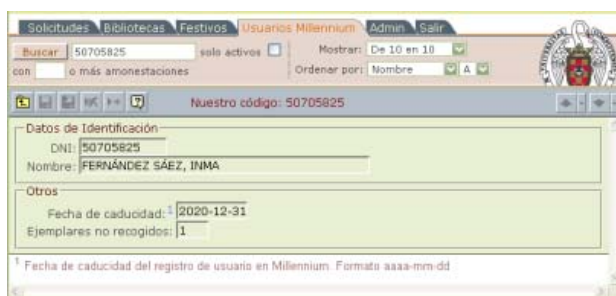 Solicitudes Bibliotecas Festivos Usuarios Millennium Admin Salir
Buscar 50705825 solo activos Mostrar: De 10 en 10
con o más amonestaciones Ordenar por: Nombre A
Nuestro código: 50705825
Datos de Identificación
DNI: 50705825
Nombre: FERNÁNDEZ SÁEZ, INMA
Otros
Fecha de caducidad: 1 2020-12-31
Ejemplares no recogidos: 1
1 Fecha de caducidad del registro de usuario en Millennium. Formato aaaa-mm-dd